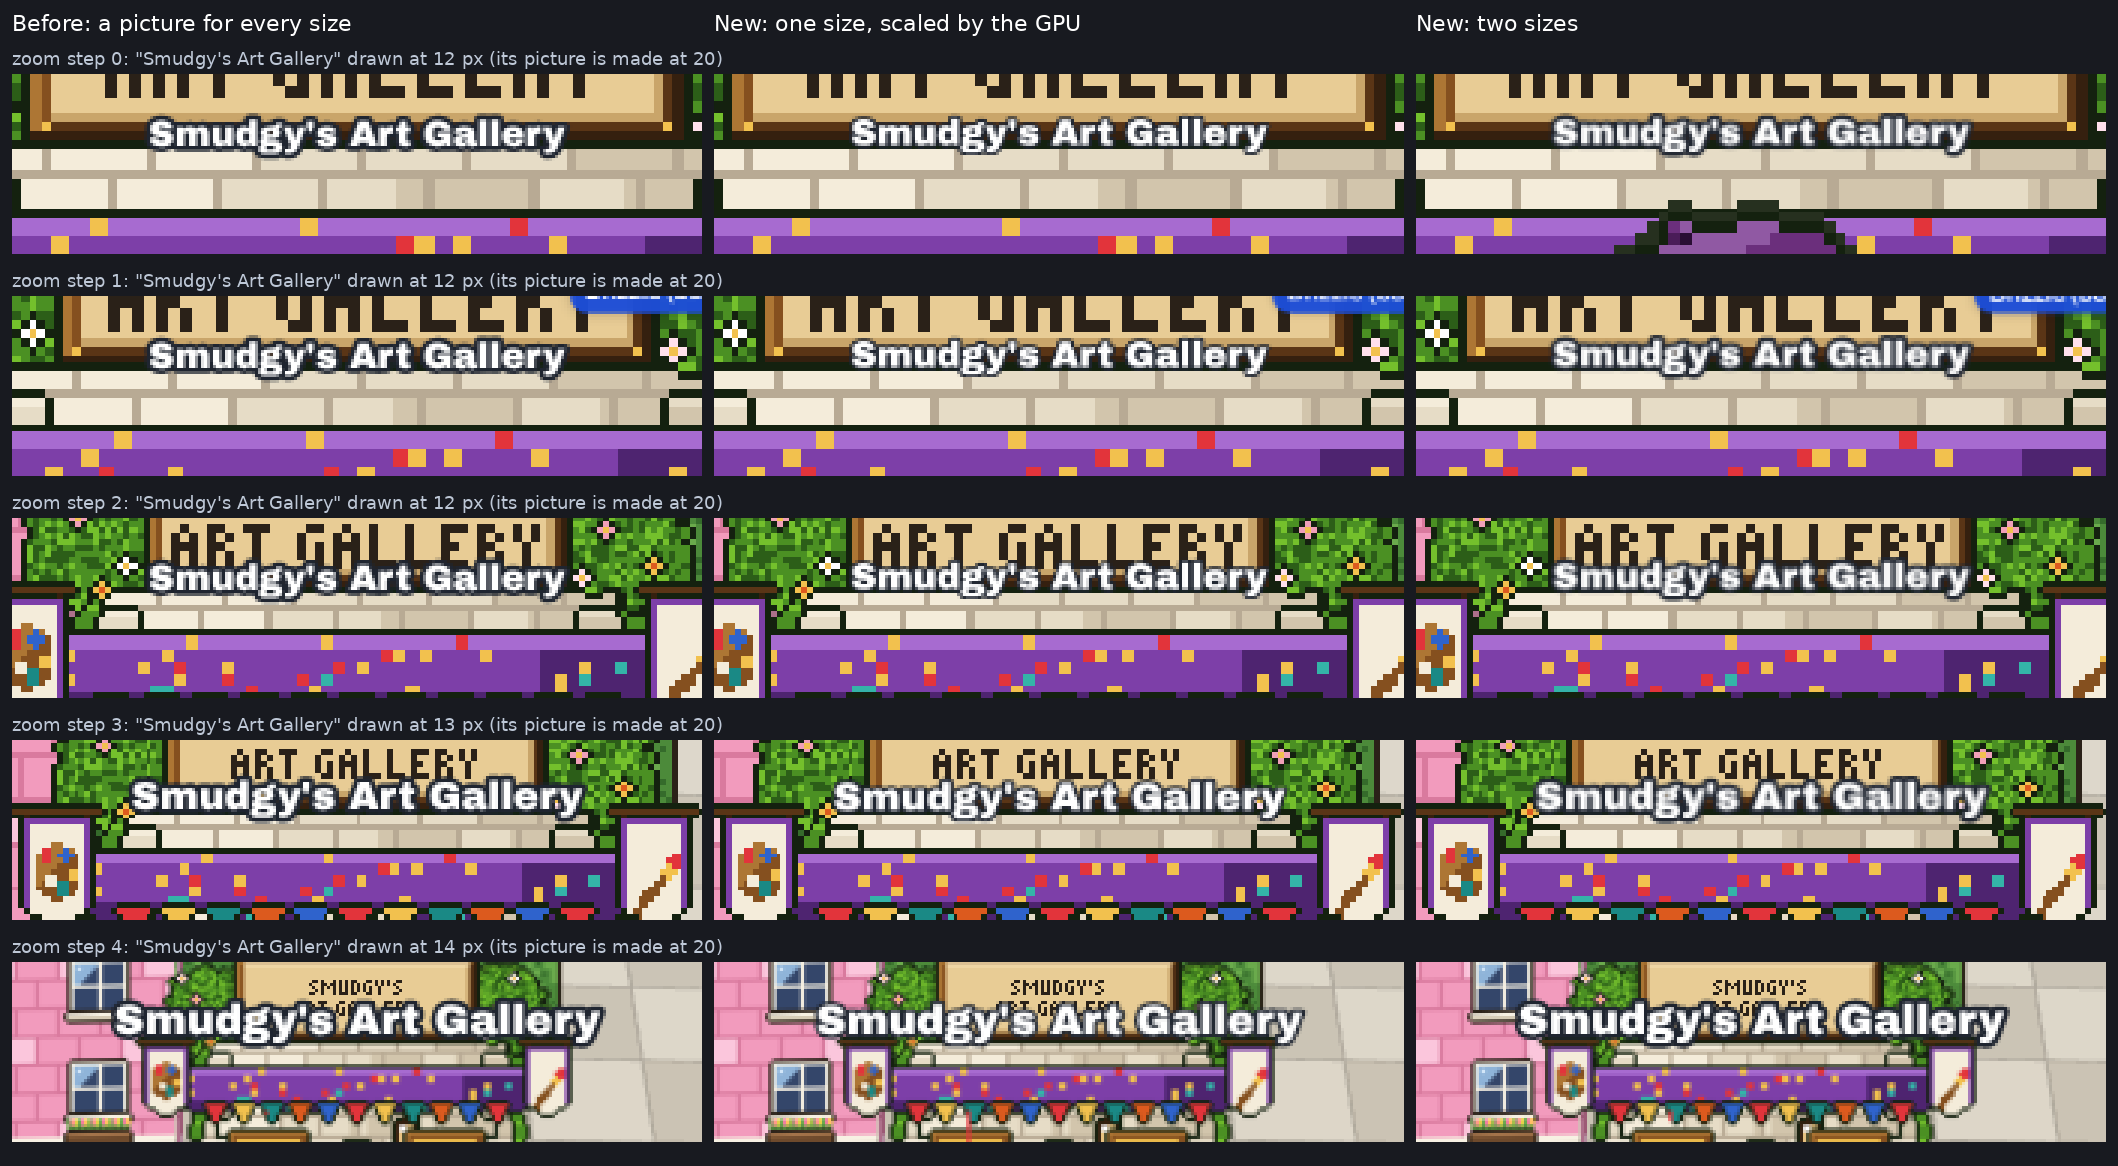 Before: a picture for every size
New: one size, scaled by the GPU
New: two sizes
zoom step 0: "Smudgy's Art Gallery" drawn at 12 px (its picture is made at 20)
Smudgy's Art Gallery
Smudgy's Art Gallery
Smudgy's Art Gallery
zoom step 1: "Smudgy's Art Gallery" drawn at 12 px (its picture is made at 20)
Smudgy's Art Gallery
Smudgy's Art Gallery
Smudgy's Art Gallery
zoom step 2: "Smudgy's Art Gallery" drawn at 12 px (its picture is made at 20)
ART GALLERY
ART GALLERY
ART GALLERY
Smudgy's Art Gallery
Smudgy's Art Gallery
Smudgy's Art Gallery
zoom step 3: "Smudgy's Art Gallery" drawn at 13 px (its picture is made at 20)
ART GALLERY
ART GALLERY
ART GALLERY
Smudgy's Art Gallery
Smudgy's Art Gallery
Smudgy's Art Gallery
zoom step 4: "Smudgy's Art Gallery" drawn at 14 px (its picture is made at 20)
SMUDGY'S
SMUDGY'S
SMUDGY'S
Smudgy's Art Gallery
Smudgy's Art Gallery
Smudgy's Art Gallery